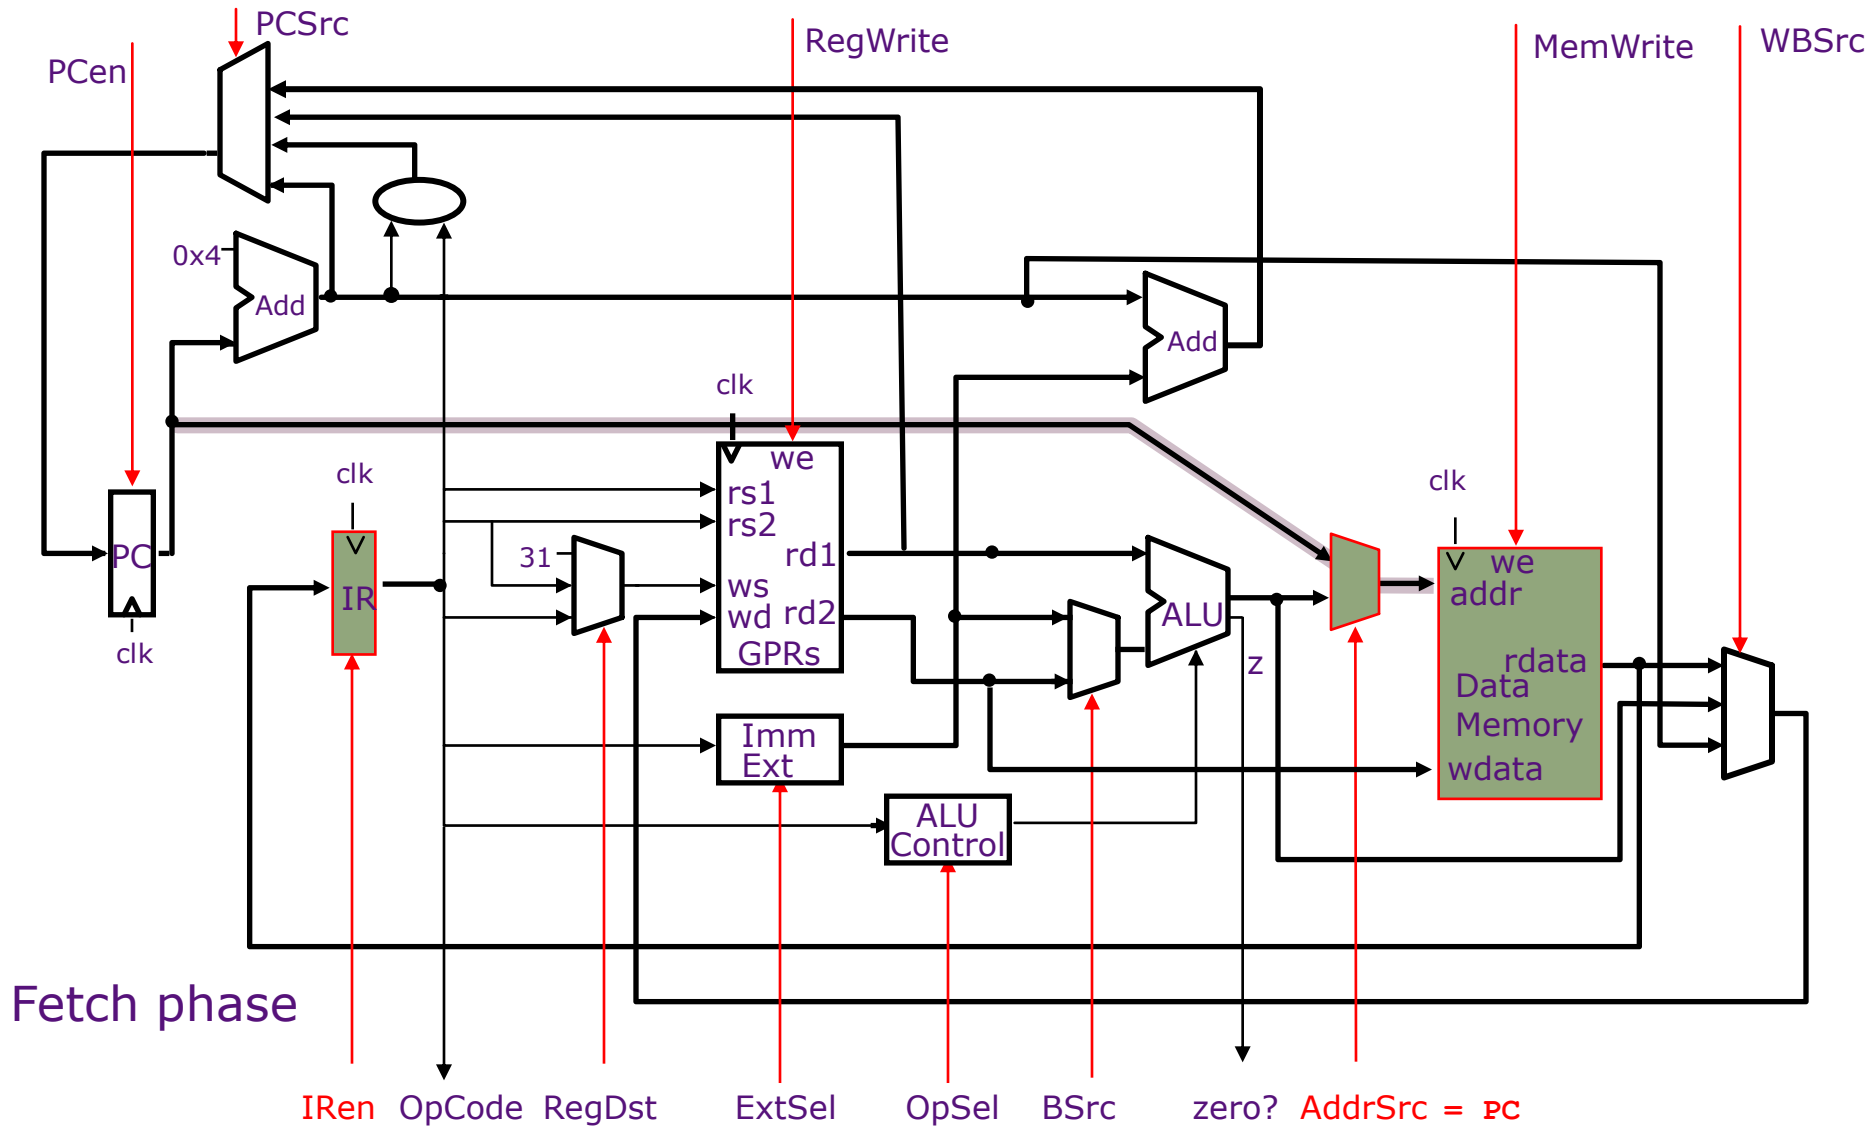 PCSrc
PCen
RegWrite
MemWrite
WBSrc
0x4
Add
Add
clk
we
rs1
rs2
rd1
ws
wd
rd2
GPRs
clk
PC
clk
IR
31
ALU
z
clk
we
addr
rdata
Data
Memory
wdata
Imm
Ext
ALU
Control
Fetch phase
IRen
OpCode
RegDst
ExtSel
OpSel
BSrc
zero?
AddrSrc = PC